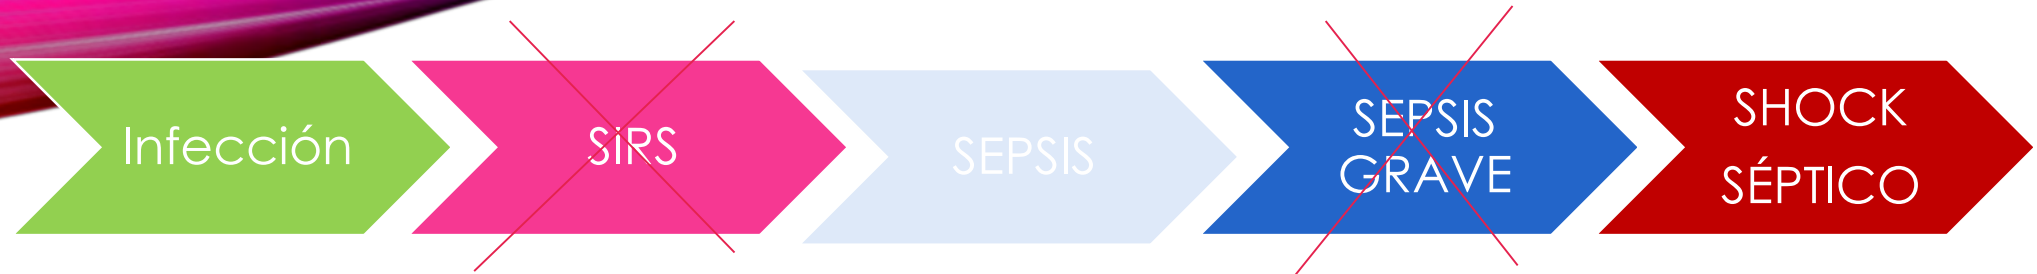 Infección
SIRS
SEPSIS
SEPSIS
GRAVE
SHOCK
SÉPTICO